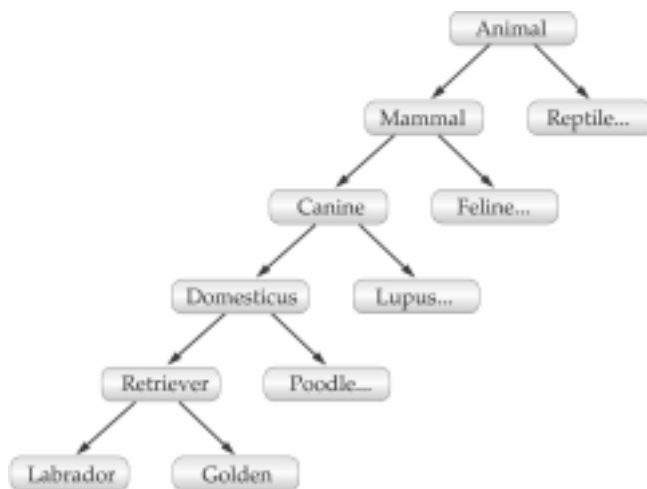 Animal
Mammal
Reptile...
Canine
Feline...
Domesticus
Lupus...
Retriever
Poodle...
Labrador
Golden